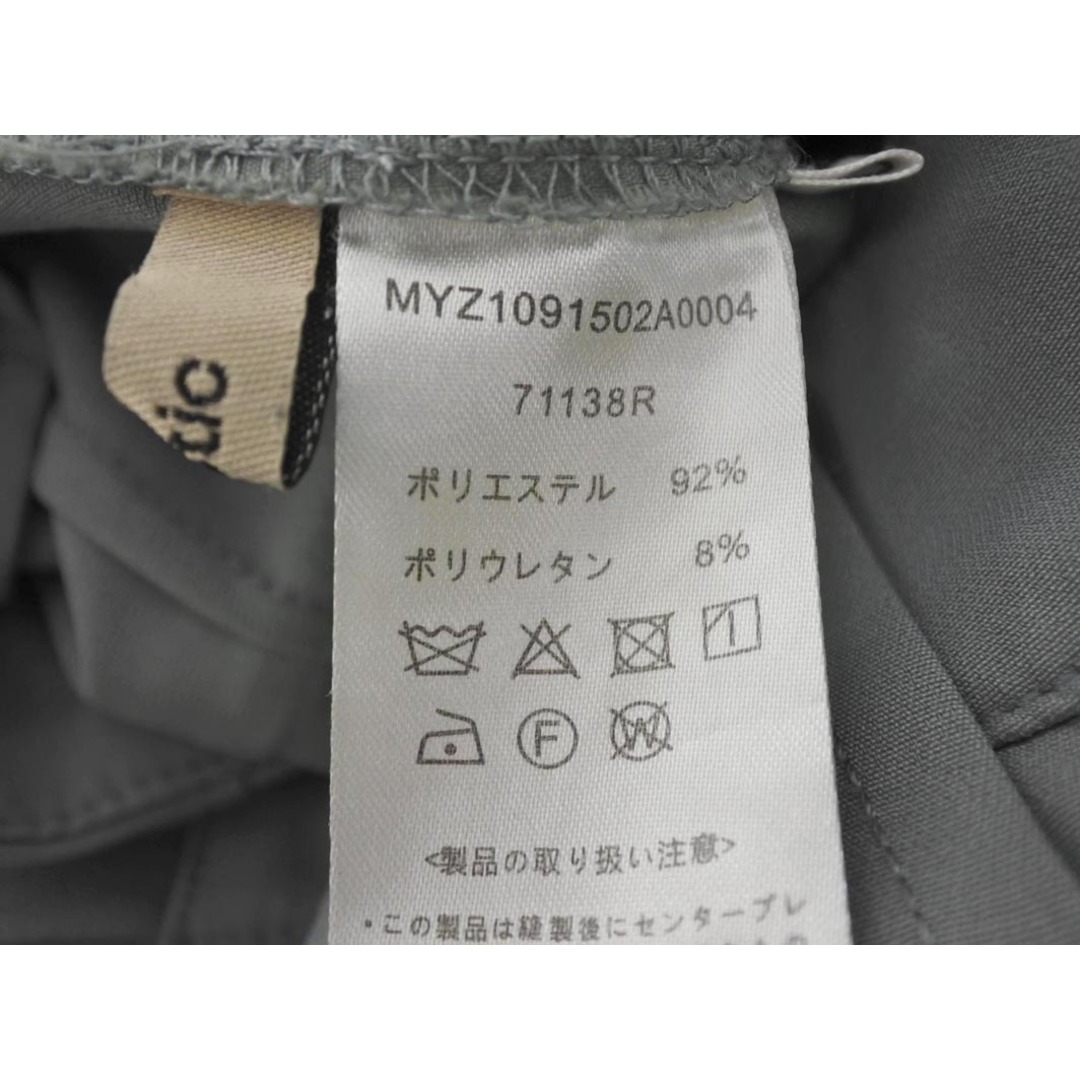 MYZ1091502A0004
71138R
ポリエステル 92%
ポリウレタン 8%
F
W
<製品の取り扱い注意>
・この製品は縫製後にセンタープレ
tic